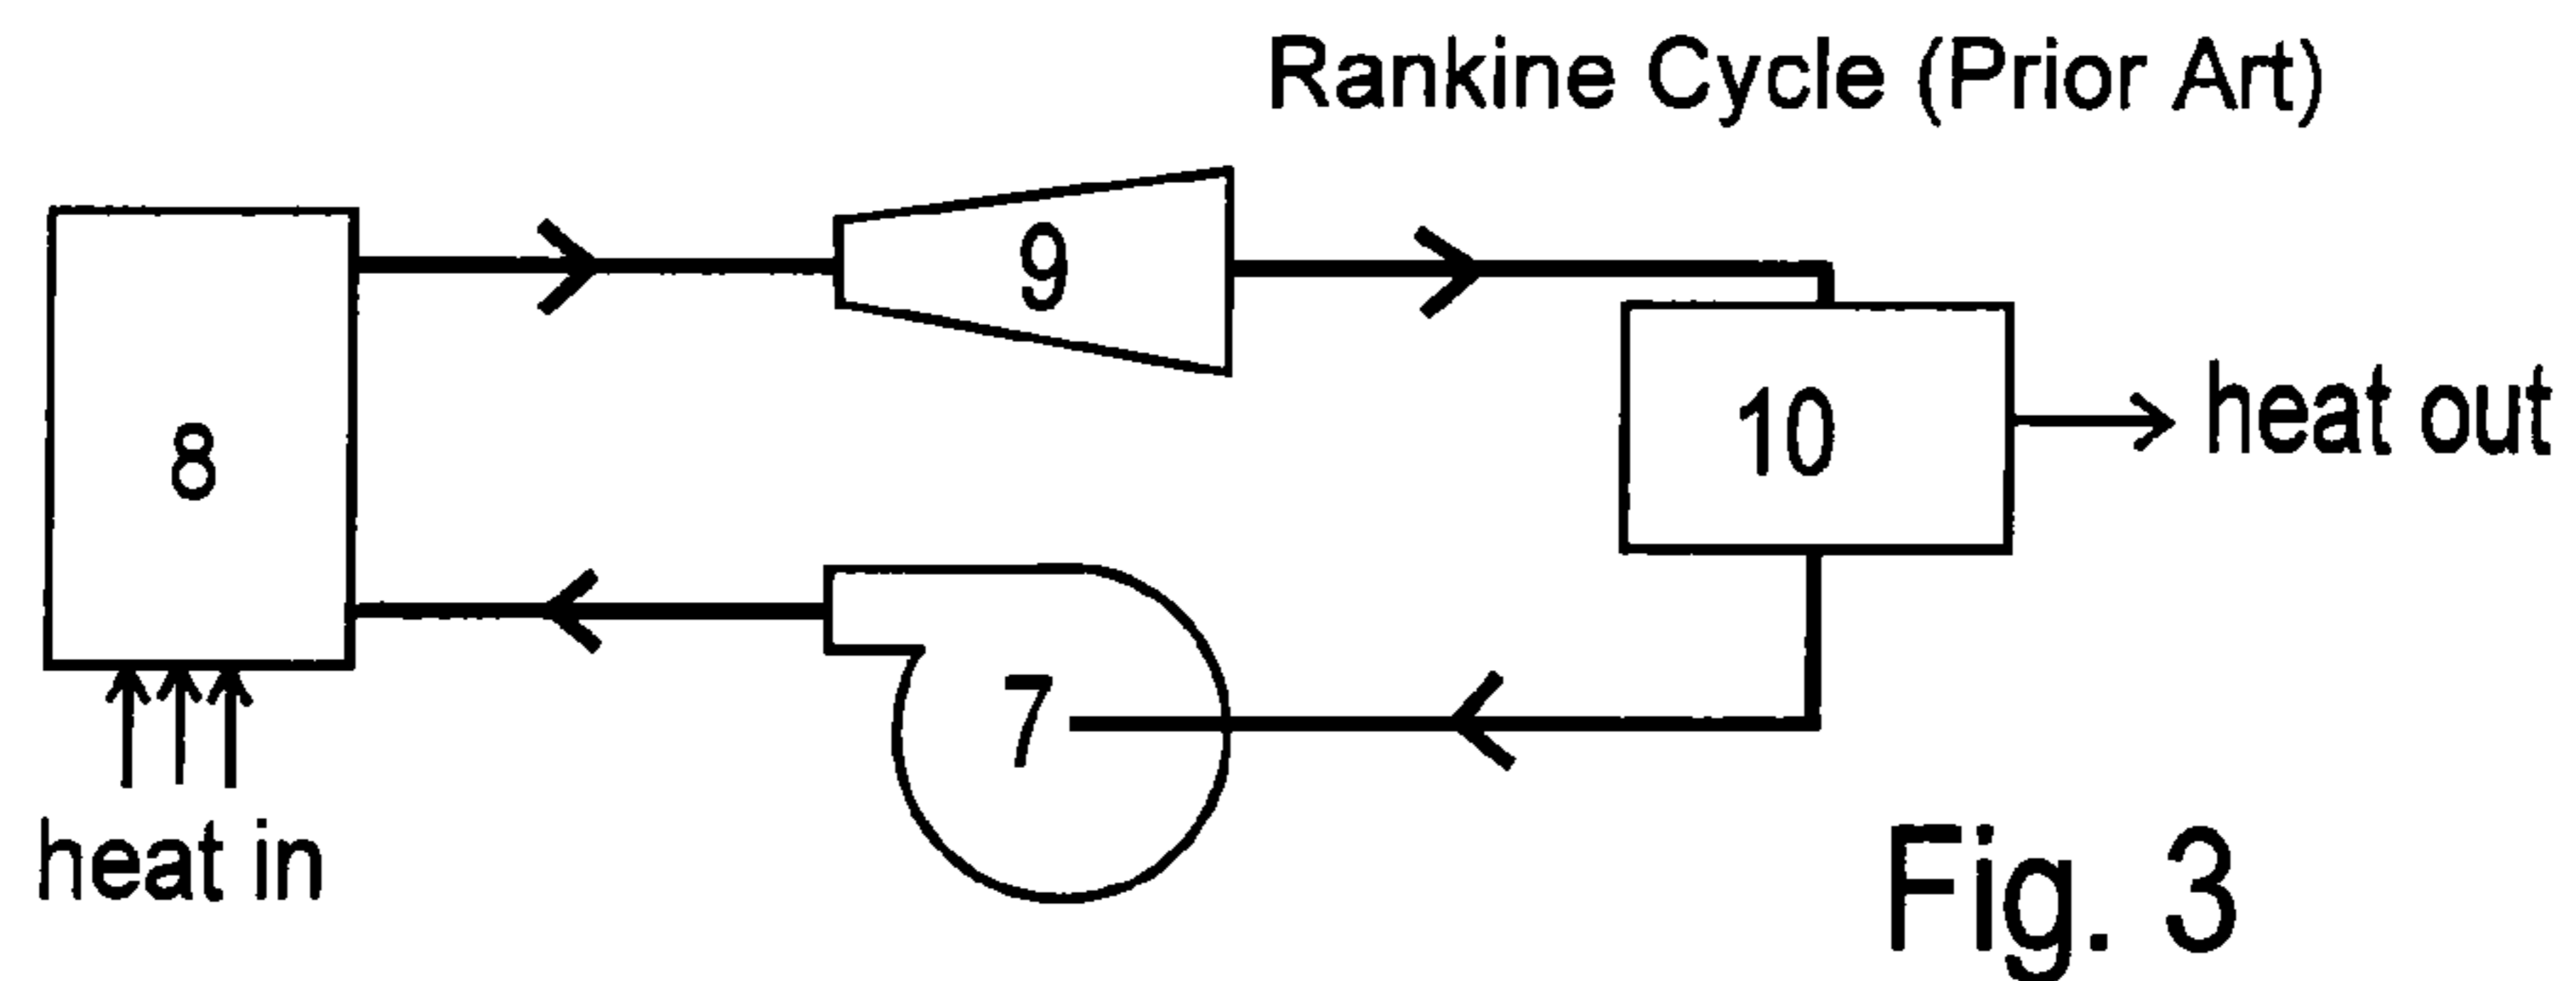 Rankine Cycle (Prior Art)
9
8
10
heat out
7
heat in
Fig. 3